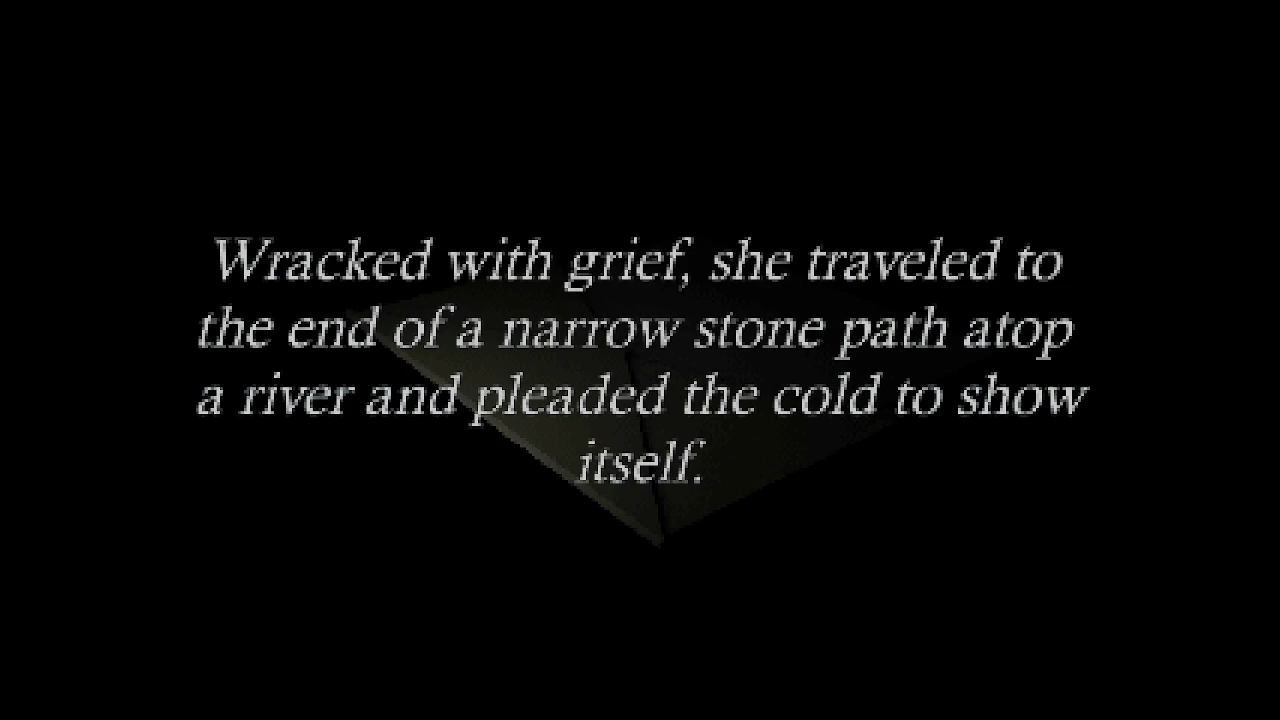 Wracked with grief, she traveled to
the end of a narrow stone path atop
a river and pleaded the cold to show
itself.